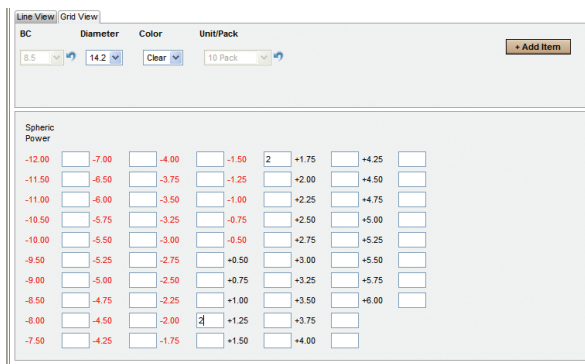 Line View Grid View
BC Diameter Color Unit/Pack
8.5 14.2 Clear 10 Pack
+ Add Item
Spheric
Power
-12.00 -7.00 -4.00 -1.50 2 +1.75 +4.25
-11.50 -6.50 -3.75 -1.25 +2.00 +4.50
-11.00 -6.00 -3.50 -1.00 +2.25 +4.75
-10.50 -5.75 -3.25 -0.75 +2.50 +5.00
-10.00 -5.50 -3.00 -0.50 +2.75 +5.25
-9.50 -5.25 -2.75 +0.50 +3.00 +5.50
-9.00 -5.00 -2.50 +0.75 +3.25 +5.75
-8.50 -4.75 -2.25 +1.00 +3.50 +6.00
-8.00 -4.50 -2.00 2 +1.25 +3.75
-7.50 -4.25 -1.75 +1.50 +4.00